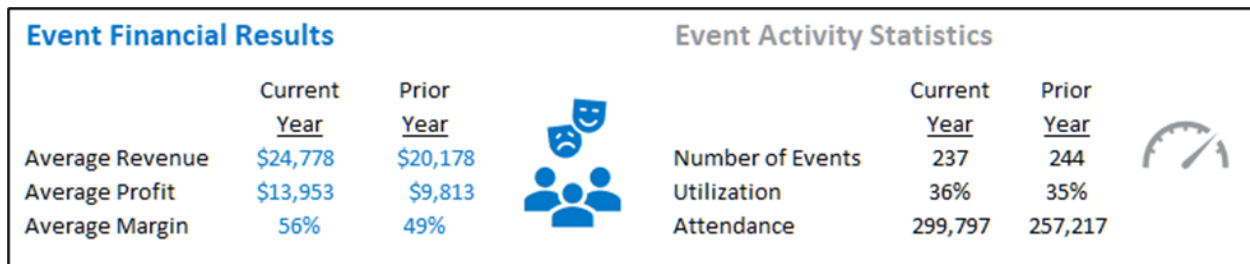 Event Financial Results
Current Prior
Year Year
Average Revenue $24,778 $20,178
Average Profit $13,953 $9,813
Average Margin 56% 49%
Event Activity Statistics
Current Prior
Year Year
Number of Events 237 244
Utilization 36% 35%
Attendance 299,797 257,217